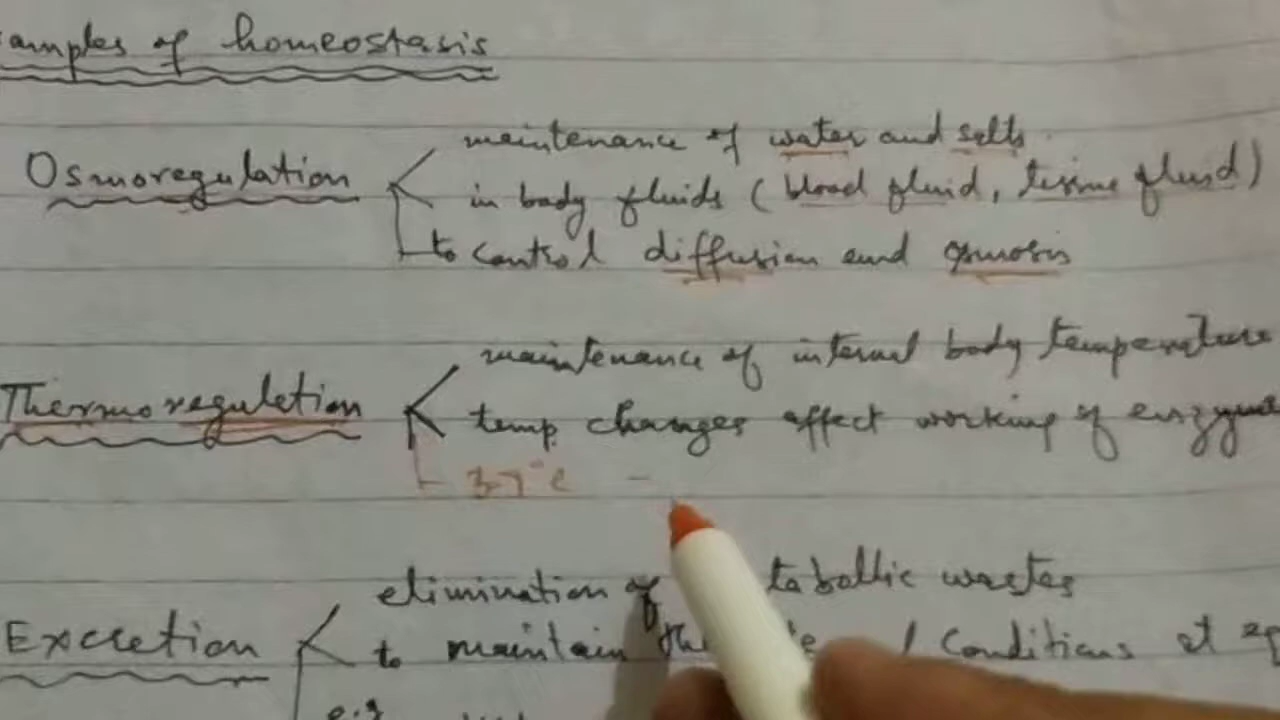 amples of homeostasis
Osmoregulation
maintenance of water and salts
in body fluids (blood fluid, tissue fluid)
to control diffusion and osmosis
Thermoregulation
maintenance of internal body temperature
temp changes affect working of enzyme
37°C -
Excretion
elimination of tabollic wastes
to maintain the conditions at
e.g